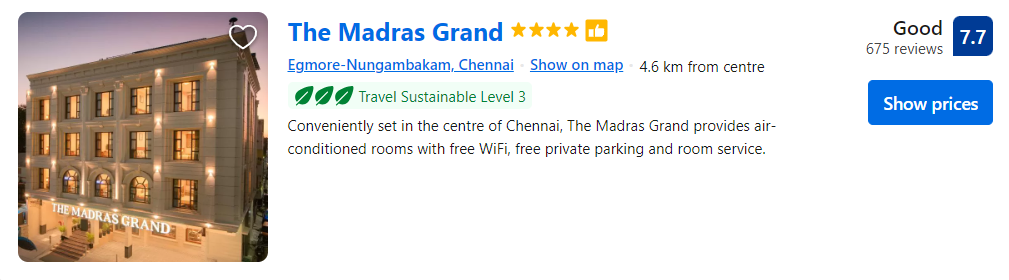 The Madras Grand
Egmore-Nungambakam, Chennai Show on map 4.6 km from centre
Travel Sustainable Level 3
Conveniently set in the centre of Chennai, The Madras Grand provides air-
conditioned rooms with free WiFi, free private parking and room service.
Good 7.7
675 reviews
Show prices
THE MADRAS GRAND